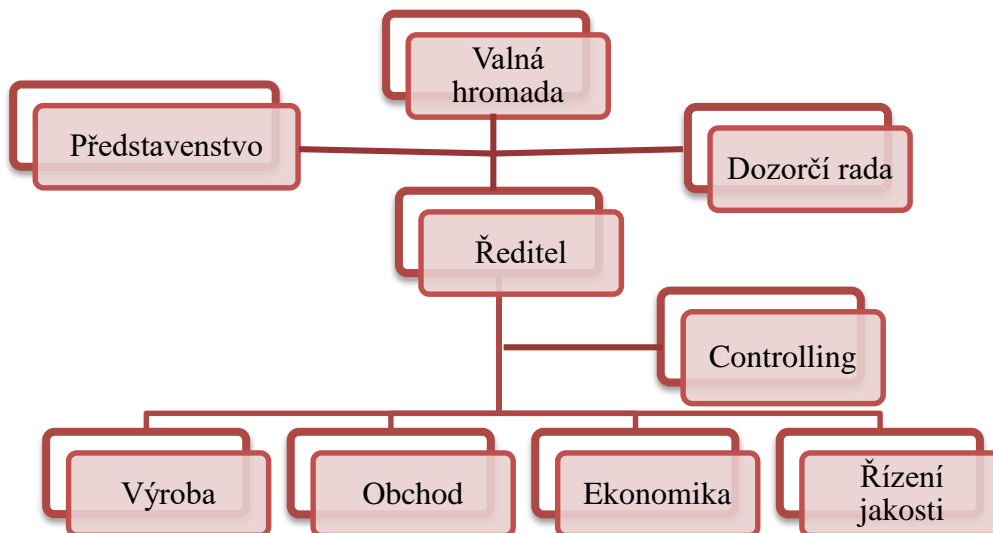 Valná
hromada
Představenstvo
Dozorčí rada
Ředitel
Controlling
Výroba
Obchod
Ekonomika
Řízení
jakosti